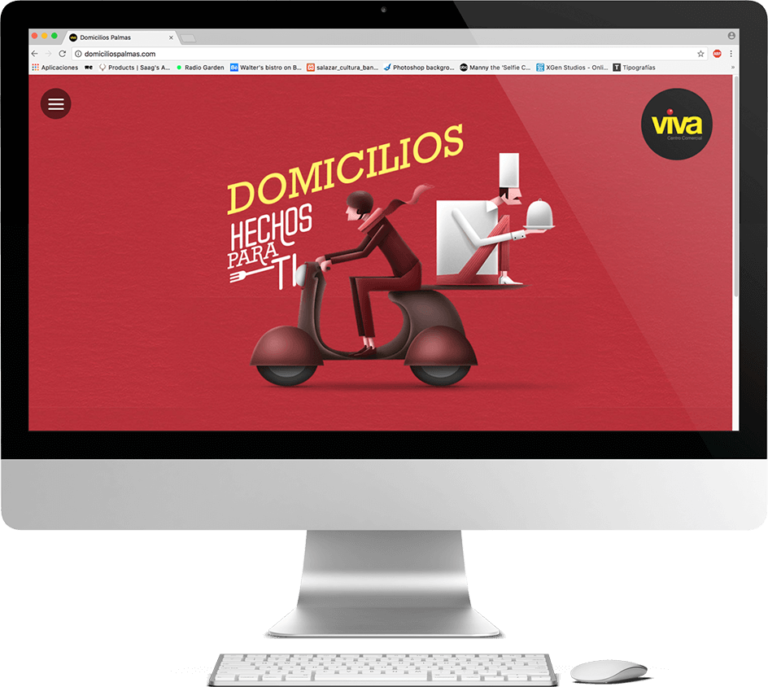 Domicilios Palmas
domiciliospalmas.com
Aplicaciones
Products | Saag's A...
Radio Garden
Bē Walter's bistro on B...
salazar_cultura_ban...
Photoshop backgro...
Manny the 'Selfie C...
XGen Studios - Onli...
T Tipografías
viva
Centro Comercial
DOMICILIOS
HECHOS
PARA
TI